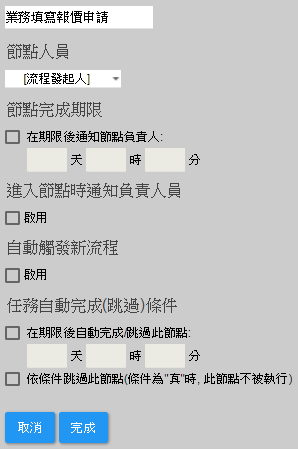 業務填寫報價申請
節點人員
[流程發起人]
節點完成期限
在期限後通知節點負責人:
天 時 分
進入節點時通知負責人員
啟用
自動觸發新流程
啟用
任務自動完成(跳過)條件
在期限後自動完成/跳過此節點:
天 時 分
依條件跳過此節點(條件為"真"時, 此節點不被執行)
取消 完成